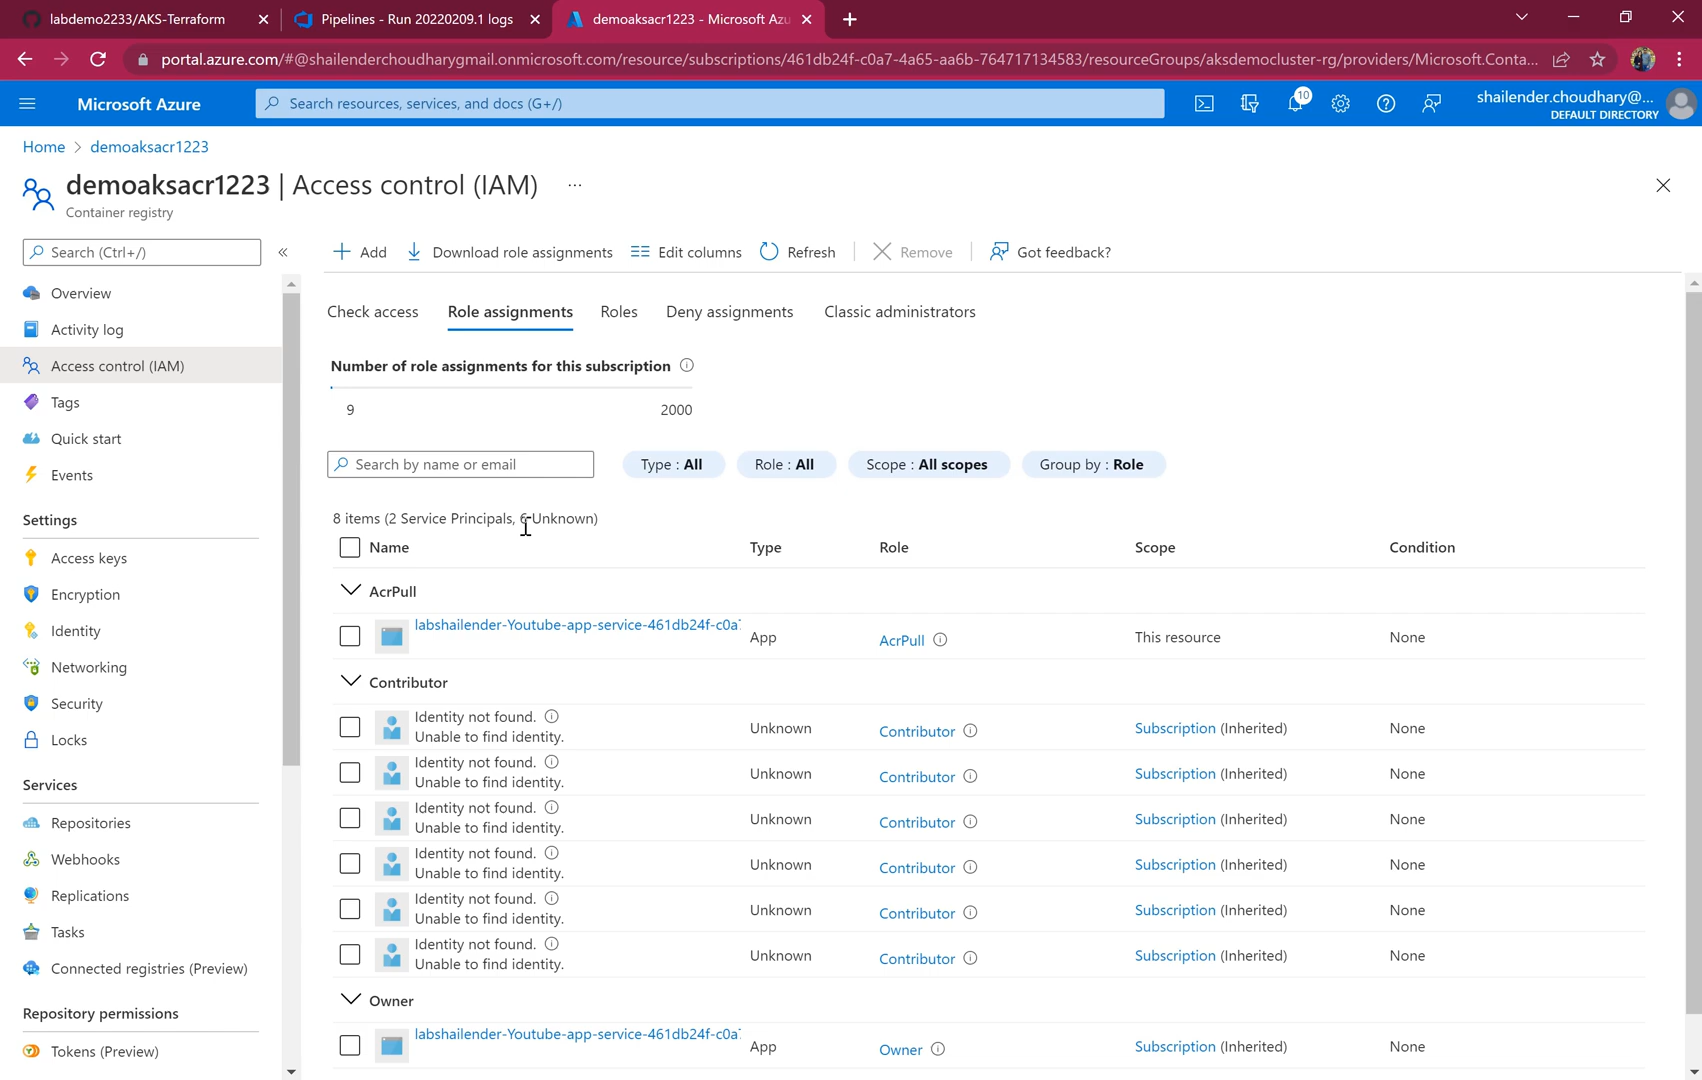 labdemo2233/AKS-Terraform
Pipelines - Run 20220209.1 logs
demoaksacr1223 - Microsoft Azu
portal.azure.com/#@shailenderchoudharygmail.onmicrosoft.com/resource/subscriptions/461db24f-c0a7-4a65-aa6b-764717134583/resourceGroups/aksdemocluster-rg/providers/Microsoft.Conta...
Microsoft Azure
Search resources, services, and docs (G+/)
10
shailender.choudhary@...
DEFAULT DIRECTORY
Home > demoaksacr1223
demoaksacr1223 | Access control (IAM) ...
Container registry
Search (Ctrl+/)
Overview
Activity log
Access control (IAM)
Tags
Quick start
Events
Settings
Access keys
Encryption
Identity
Networking
Security
Locks
Services
Repositories
Webhooks
Replications
Tasks
Connected registries (Preview)
Repository permissions
Tokens (Preview)
Add Download role assignments Edit columns Refresh Remove Got feedback?
Check access Role assignments Roles Deny assignments Classic administrators
Number of role assignments for this subscription
9 2000
Search by name or email
Type : All Role : All Scope : All scopes Group by : Role
8 items (2 Service Principals, 6 Unknown)
Name Type Role Scope Condition
AcrPull
labshailender-Youtube-app-service-461db24f-c0a7 App AcrPull This resource None
Contributor
Identity not found.
Unable to find identity. Unknown Contributor Subscription (Inherited) None
Identity not found.
Unable to find identity. Unknown Contributor Subscription (Inherited) None
Identity not found.
Unable to find identity. Unknown Contributor Subscription (Inherited) None
Identity not found.
Unable to find identity. Unknown Contributor Subscription (Inherited) None
Identity not found.
Unable to find identity. Unknown Contributor Subscription (Inherited) None
Identity not found.
Unable to find identity. Unknown Contributor Subscription (Inherited) None
Owner
labshailender-Youtube-app-service-461db24f-c0a7 App Owner Subscription (Inherited) None